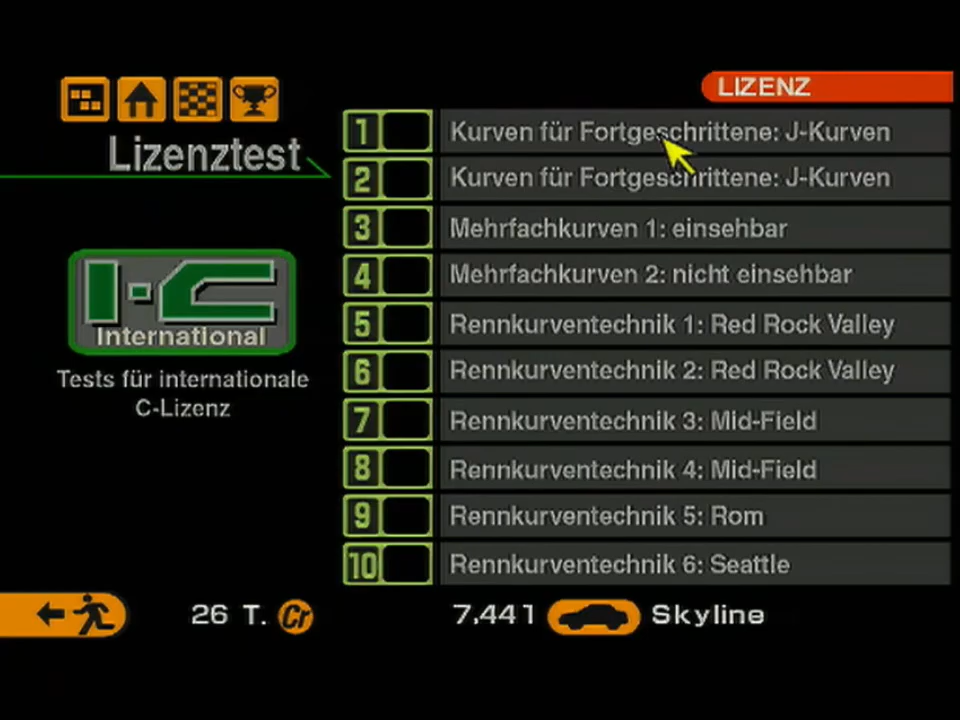 LIZENZ
Lizenztest
1 Kurven für Fortgeschrittene: J-Kurven
2 Kurven für Fortgeschrittene: J-Kurven
3 Mehrfachkurven 1: einsehbar
4 Mehrfachkurven 2: nicht einsehbar
5 Rennkurventechnik 1: Red Rock Valley
6 Rennkurventechnik 2: Red Rock Valley
7 Rennkurventechnik 3: Mid-Field
8 Rennkurventechnik 4: Mid-Field
9 Rennkurventechnik 5: Rom
10 Rennkurventechnik 6: Seattle
I-C
International
Tests für internationale
C-Lizenz
26 T. Cr 7,441 Skyline